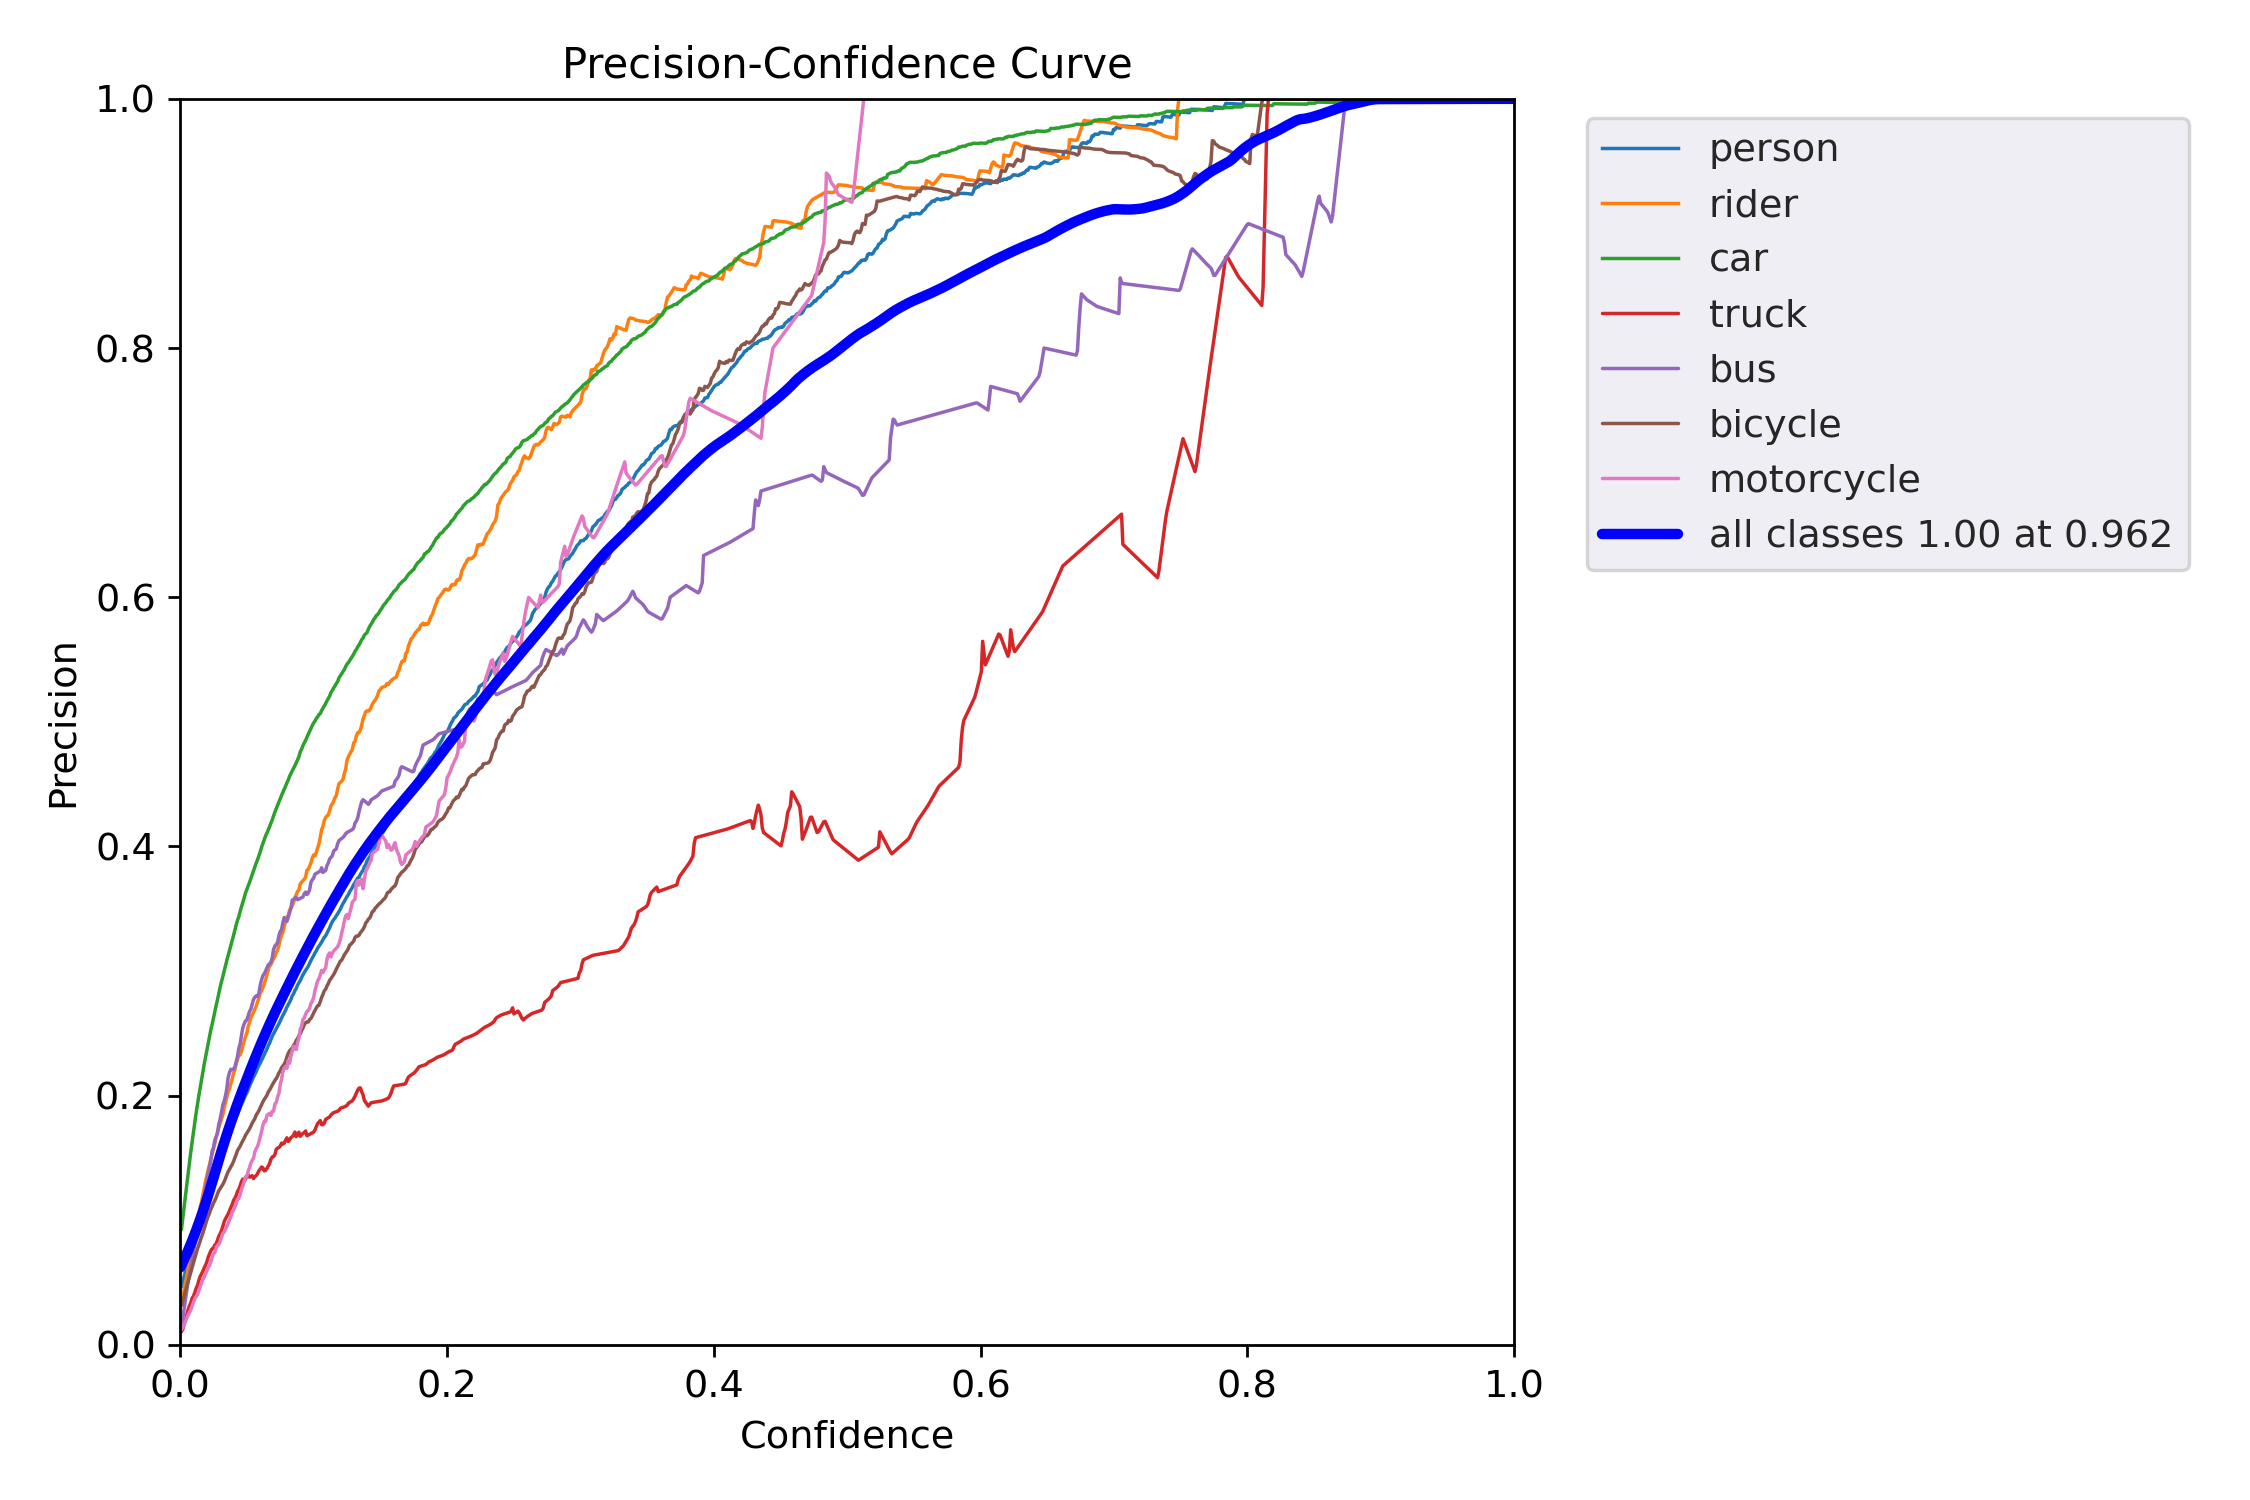 Precision-Confidence Curve
1.0
0.8
0.6
0.4
0.2
0.0
Precision
0.0 0.2 0.4 0.6 0.8 1.0
Confidence
person
rider
car
truck
bus
bicycle
motorcycle
all classes 1.00 at 0.962